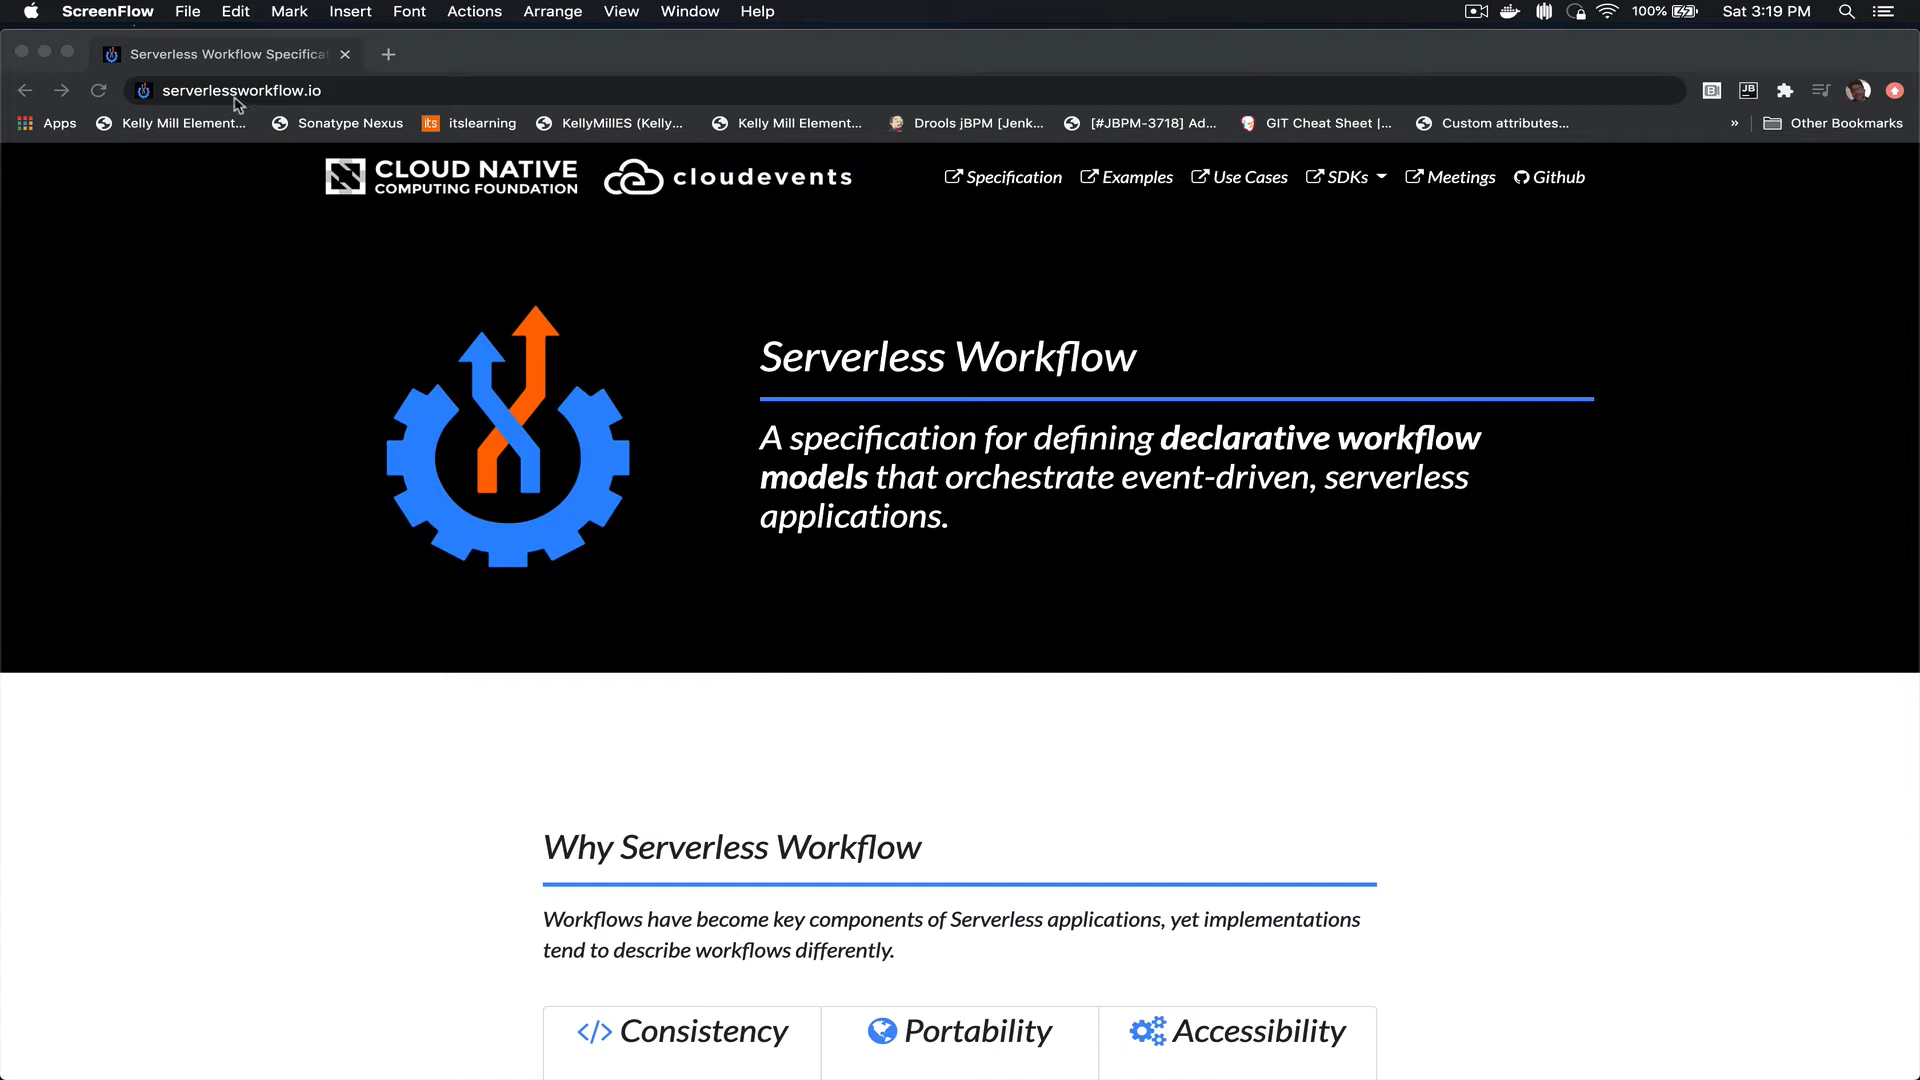 ScreenFlow File Edit Mark Insert Font Actions Arrange View Window Help 100% Sat 3:19 PM
Serverless Workflow Specificat
serverlessworkflow.io
Apps Kelly Mill Element... Sonatype Nexus its itslearning KellyMillES (Kelly... Kelly Mill Element... Drools jBPM [Jenk... [#JBPM-3718] Ad... GIT Cheat Sheet |... Custom attributes... » Other Bookmarks
CLOUD NATIVE
COMPUTING FOUNDATION
cloudevents
Specification Examples Use Cases SDKs Meetings Github
Serverless Workflow
A specification for defining declarative workflow
models that orchestrate event-driven, serverless
applications.
Why Serverless Workflow
Workflows have become key components of Serverless applications, yet implementations
tend to describe workflows differently.
</> Consistency Portability Accessibility